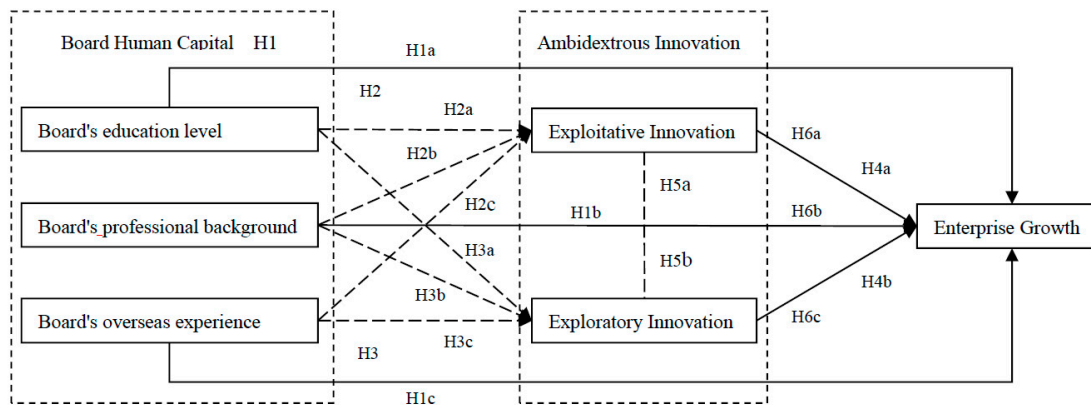 Board Human Capital H1
Ambidextrous Innovation
H1a
H2
H2a
Board's education level
Exploitative Innovation
H6a
H2b
H4a
H5a
H2c
H1b
H6b
Board's professional background
Enterprise Growth
H3a
H5b
H4b
H3b
Board's overseas experience
Exploratory Innovation
H6c
H3
H3c
H1c